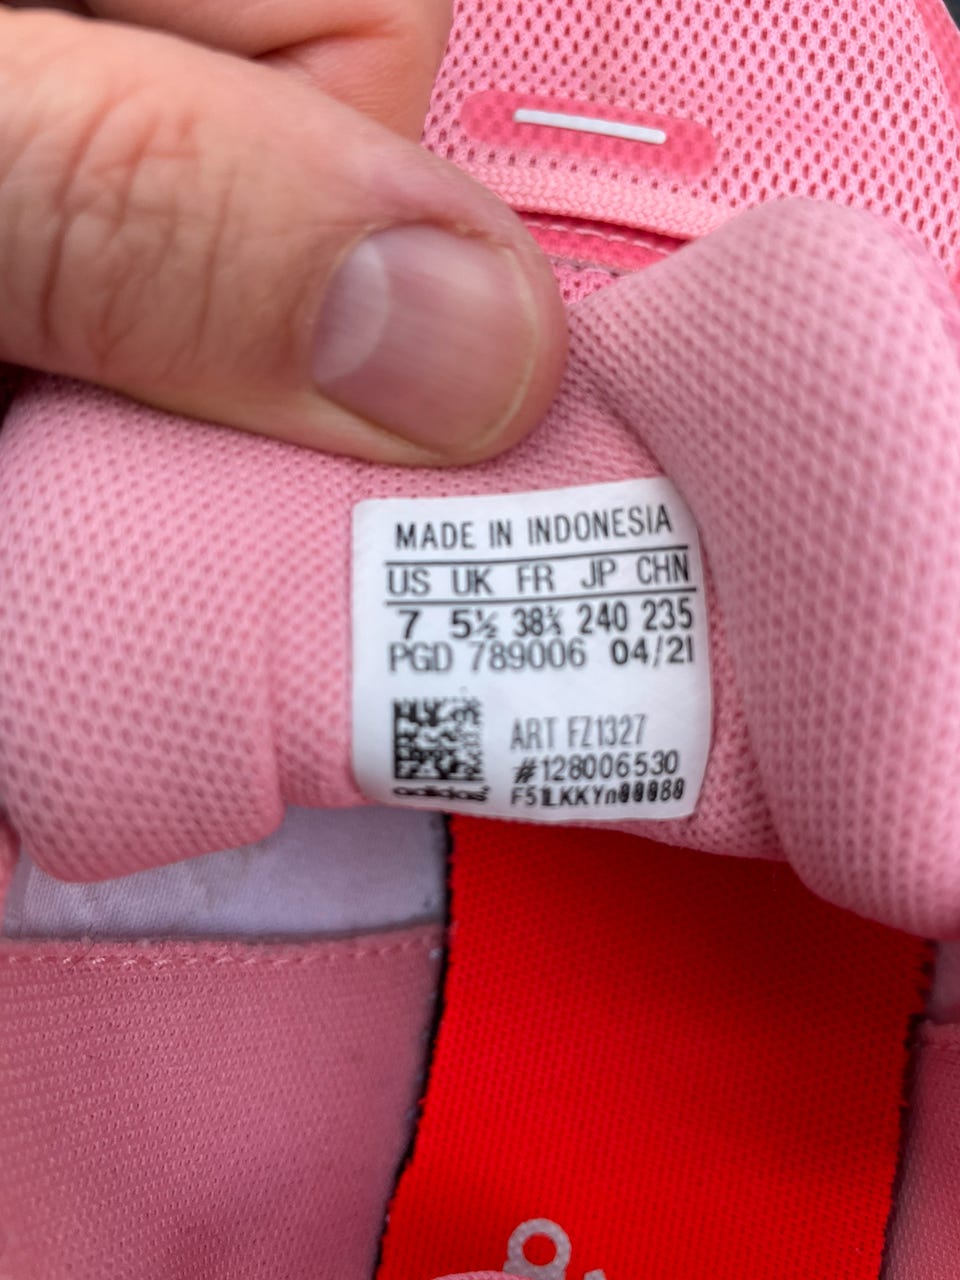 MADE IN INDONESIA
US UK FR JP CHN
7 5½ 38⅔ 240 235
PGD 789006 04/21
ART FZ1327
#128006530
adidas